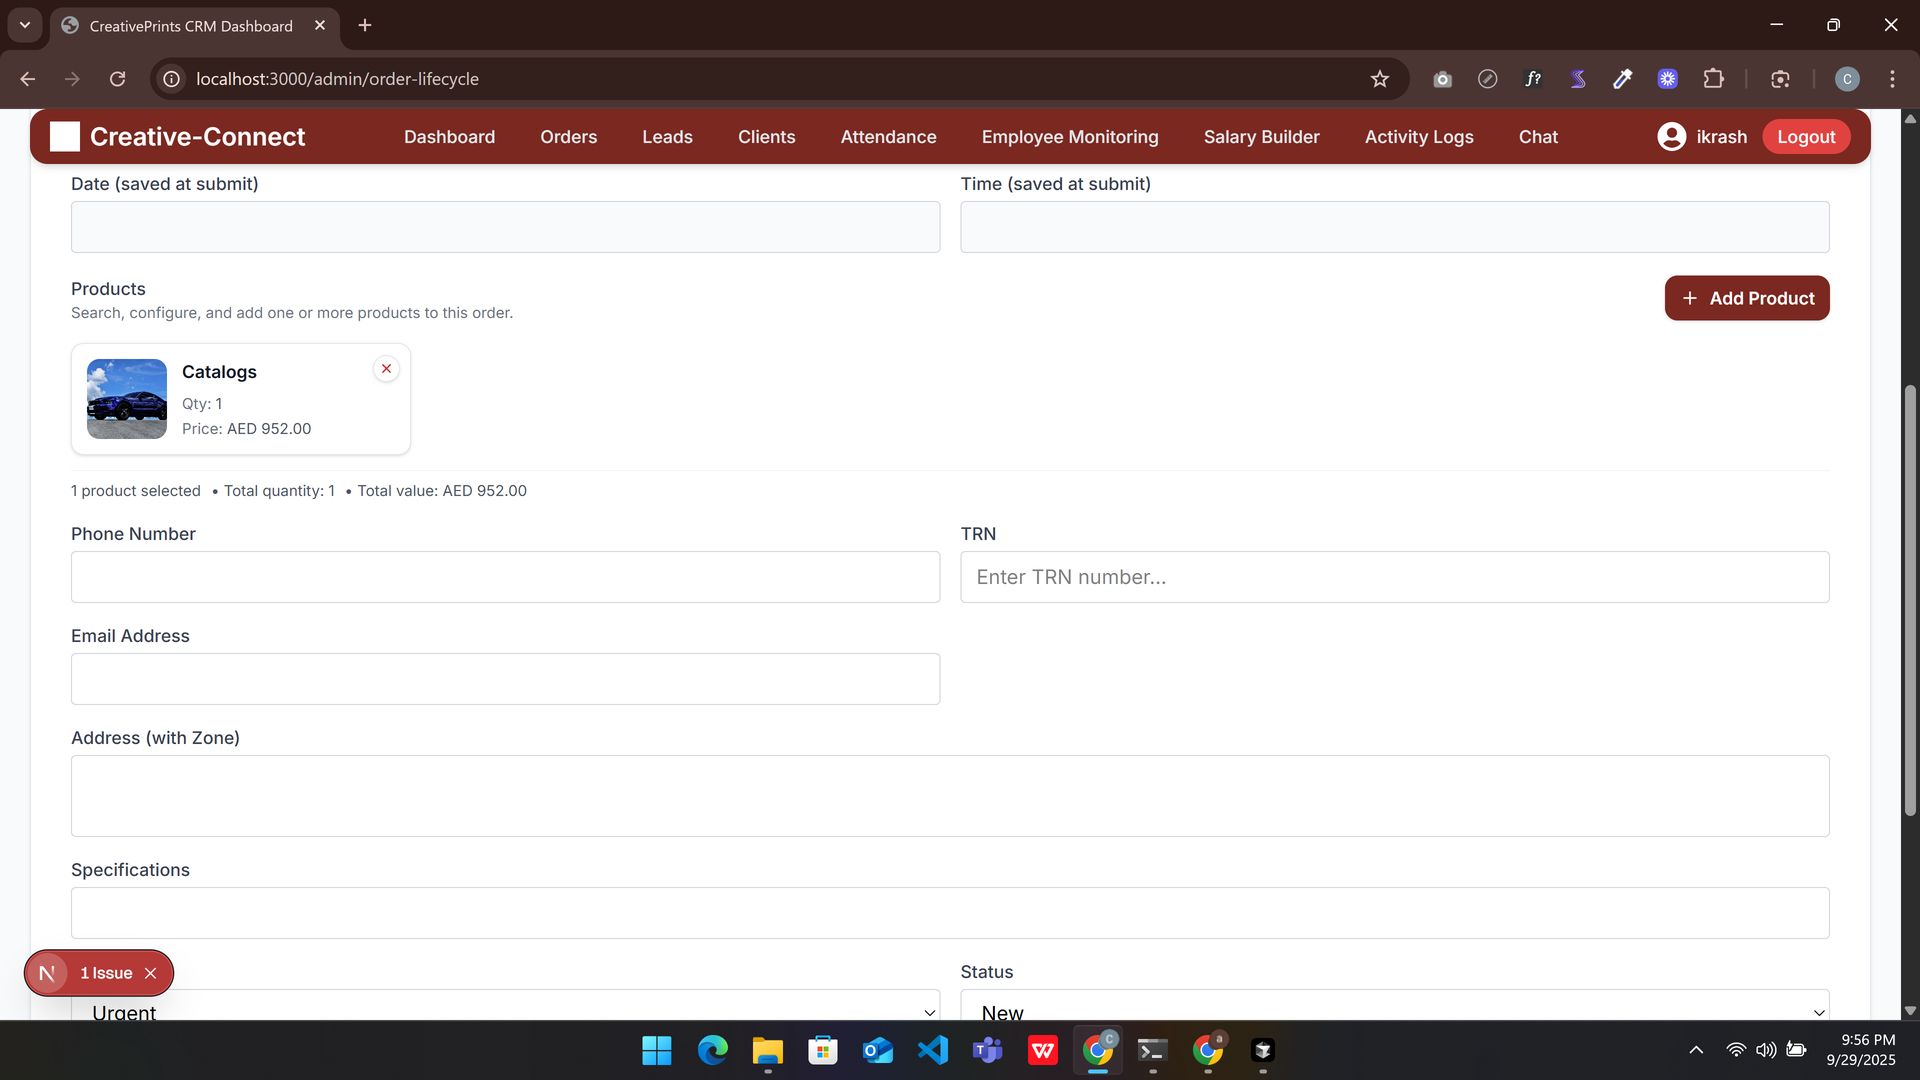 CreativePrints CRM Dashboard
localhost:3000/admin/order-lifecycle
f?
C
Creative-Connect
Dashboard
Orders
Leads
Clients
Attendance
Employee Monitoring
Salary Builder
Activity Logs
Chat
ikrash
Logout
Date (saved at submit)
Time (saved at submit)
Products
Search, configure, and add one or more products to this order.
+ Add Product
Catalogs
Qty: 1
Price: AED 952.00
1 product selected • Total quantity: 1 • Total value: AED 952.00
Phone Number
TRN
Enter TRN number...
Email Address
Address (with Zone)
Specifications
N 1 Issue
Status
Urgent
New
9:56 PM
9/29/2025